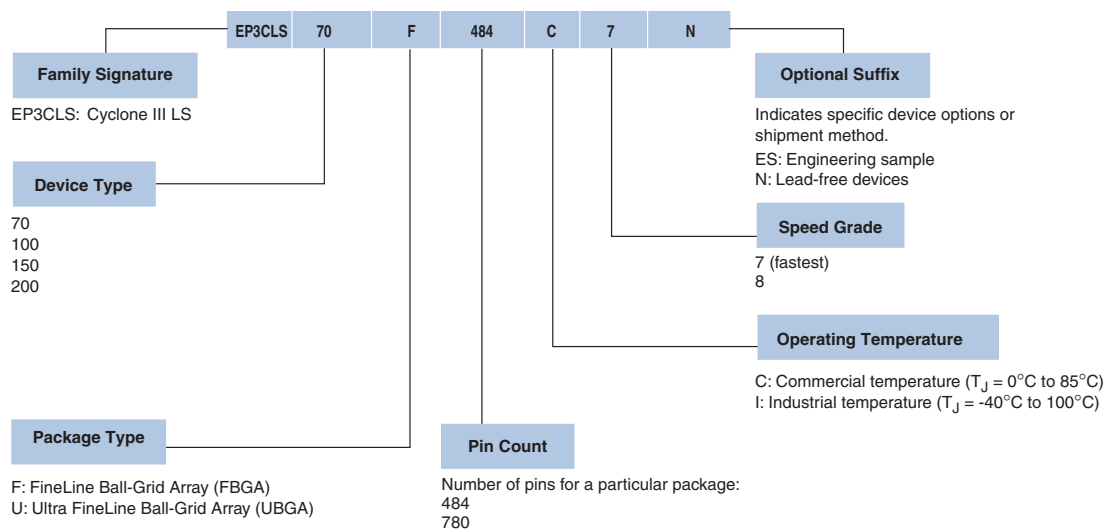 EP3CLS 70 F 484 C 7 N
Family Signature
EP3CLS: Cyclone III LS
Optional Suffix
Indicates specific device options or
shipment method.
ES: Engineering sample
N: Lead-free devices
Device Type
70
100
150
200
Speed Grade
7 (fastest)
8
Operating Temperature
C: Commercial temperature (TJ = 0°C to 85°C)
I: Industrial temperature (TJ = -40°C to 100°C)
Package Type
F: FineLine Ball-Grid Array (FBGA)
U: Ultra FineLine Ball-Grid Array (UBGA)
Pin Count
Number of pins for a particular package:
484
780